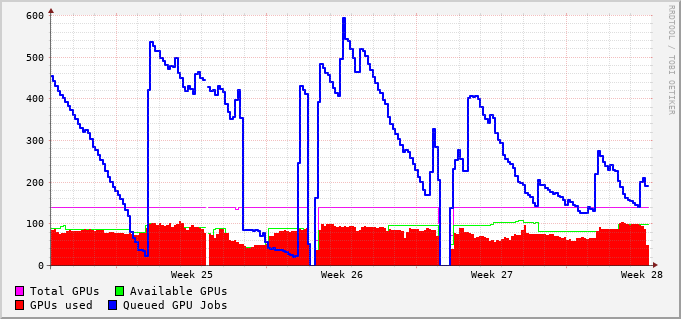 600
500
400
300
200
100
0
Week 25 Week 26 Week 27 Week 28
Total GPUs Available GPUs
GPUs used Queued GPU Jobs
RRDTOOL / TOBI OETIKER